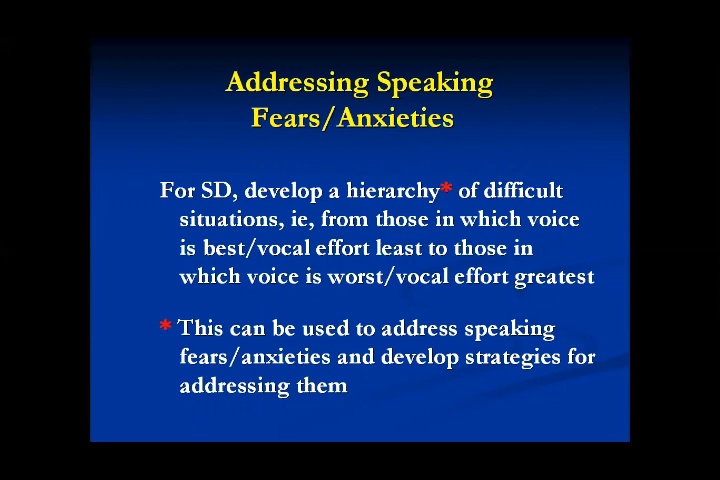 Addressing Speaking
Fears/Anxieties
For SD, develop a hierarchy* of difficult
situations, ie, from those in which voice
is best/vocal effort least to those in
which voice is worst/vocal effort greatest
* This can be used to address speaking
fears/anxieties and develop strategies for
addressing them